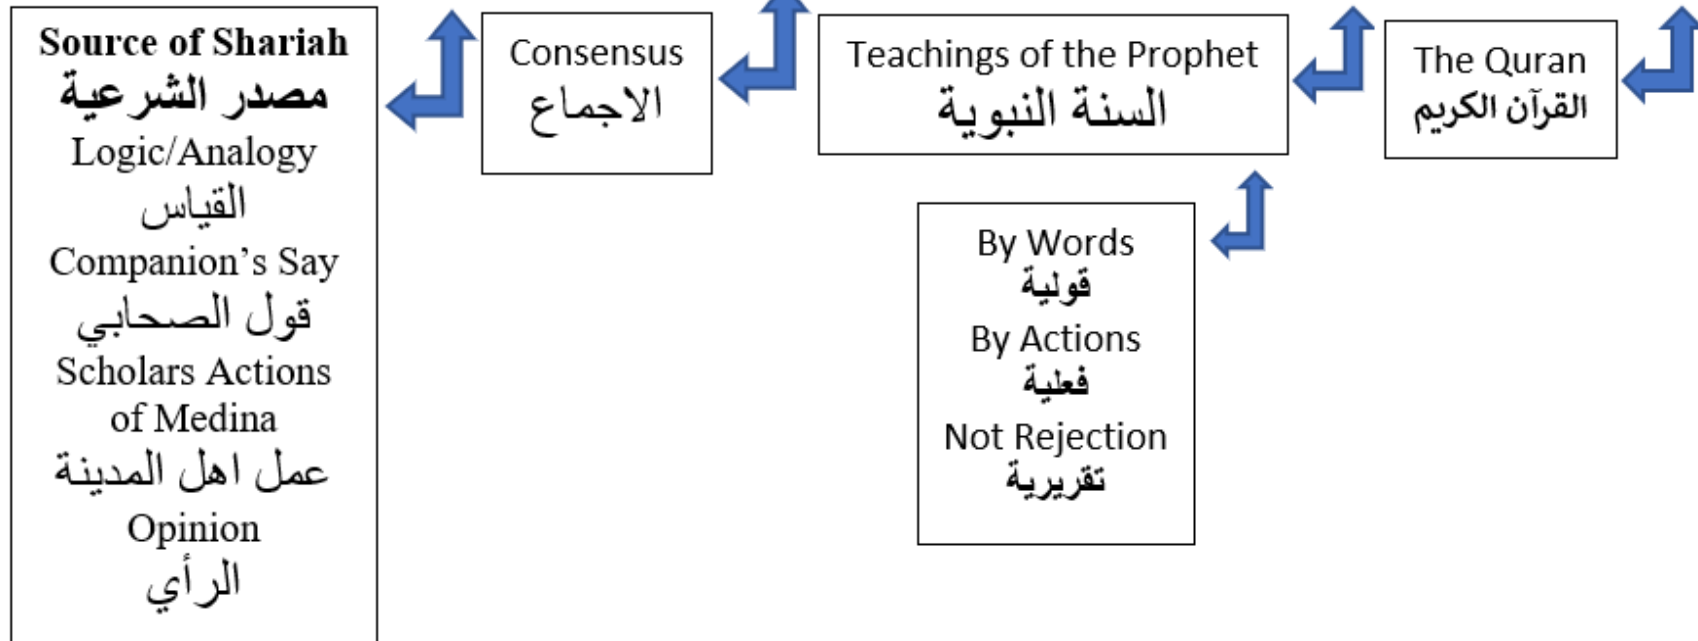 Source of Shariah
مصدر الشرعية
Logic/Analogy
القياس
Companion’s Say
قول الصحابي
Scholars Actions
of Medina
عمل اهل المدينة
Opinion
الرأي
Consensus
الاجماع
Teachings of the Prophet
السنة النبوية
By Words
قولية
By Actions
فعلية
Not Rejection
تقريرية
The Quran
القرآن الكريم